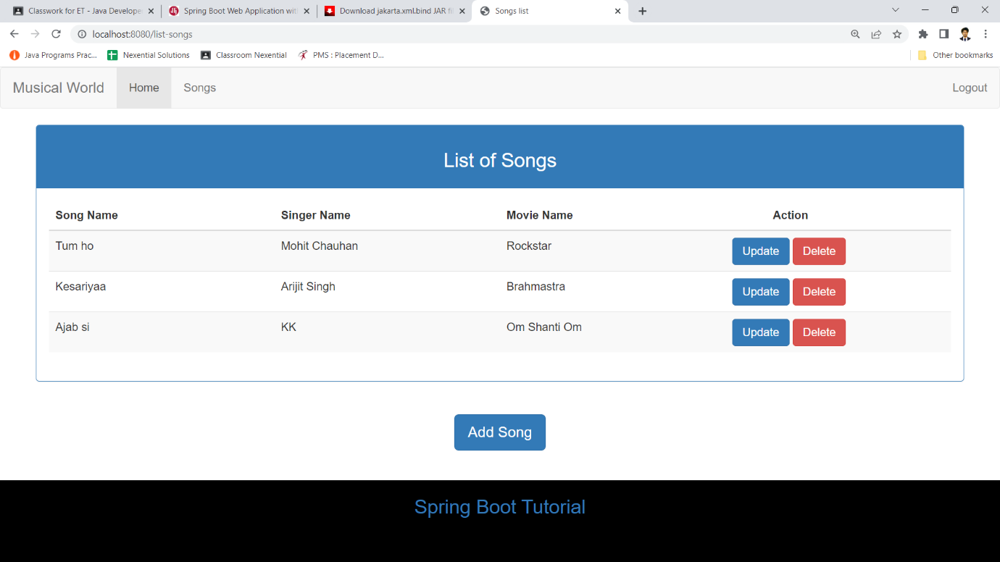 Classwork for ET - Java Develope
Spring Boot Web Application wit
Download jakarta.xml.bind JAR fi
Songs list
localhost:8080/list-songs
Java Programs Prac...
Nexential Solutions
Classroom Nexential
PMS : Placement D...
Other bookmarks
Musical World Home Songs Logout
List of Songs
Song Name Singer Name Movie Name Action
Tum ho Mohit Chauhan Rockstar Update Delete
Kesariyaa Arijit Singh Brahmastra Update Delete
Ajab si KK Om Shanti Om Update Delete
Add Song
Spring Boot Tutorial